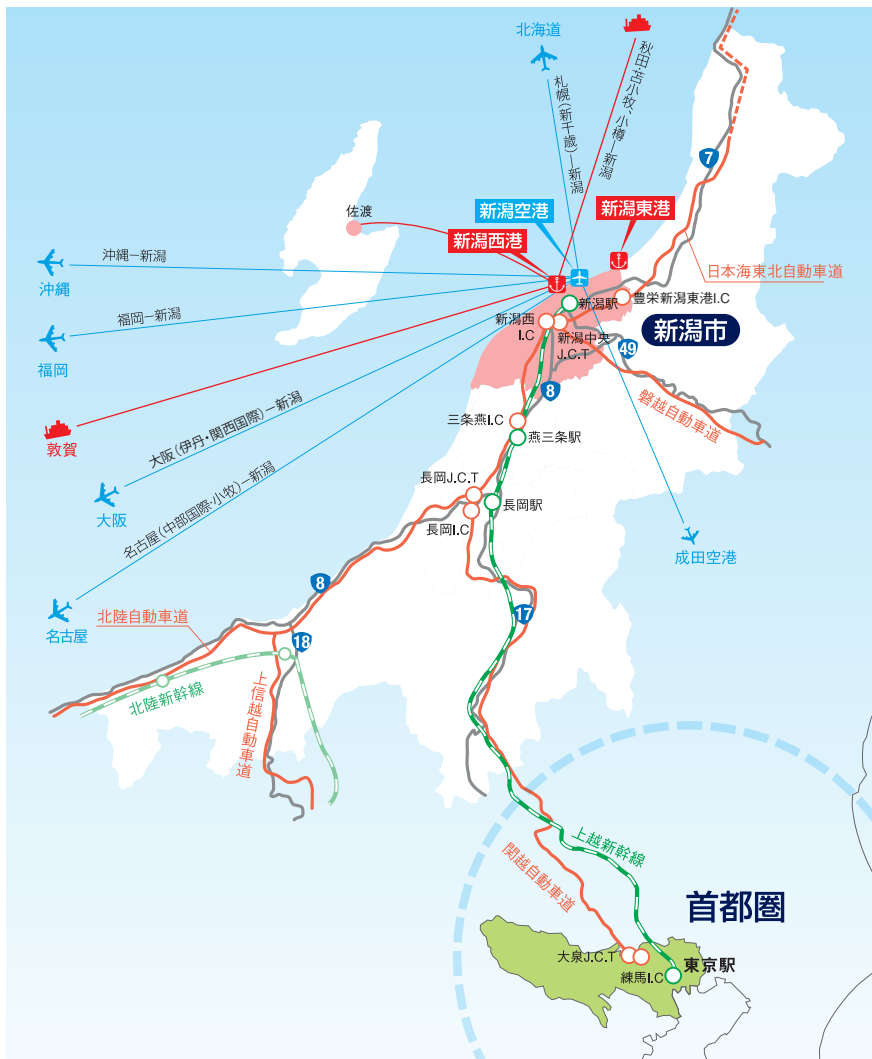 北海道
秋田・苫小牧、小樽ー新潟
札幌(新千歳)ー新潟
7
佐渡
新潟空港
新潟東港
新潟西港
沖縄ー新潟
沖縄
日本海東北自動車道
豊栄新潟東港I.C
新潟駅
福岡ー新潟
福岡
新潟西
I.C
新潟中央
J.C.T
新潟市
49
8
磐越自動車道
敦賀
三条燕I.C
燕三条駅
大阪(伊丹・関西国際)ー新潟
大阪
長岡J.C.T
長岡駅
長岡I.C
名古屋(中部国際・小牧)ー新潟
名古屋
成田空港
8
17
北陸自動車道
18
北陸新幹線
上信越自動車道
上越新幹線
関越自動車道
首都圏
大泉J.C.T
東京駅
練馬I.C